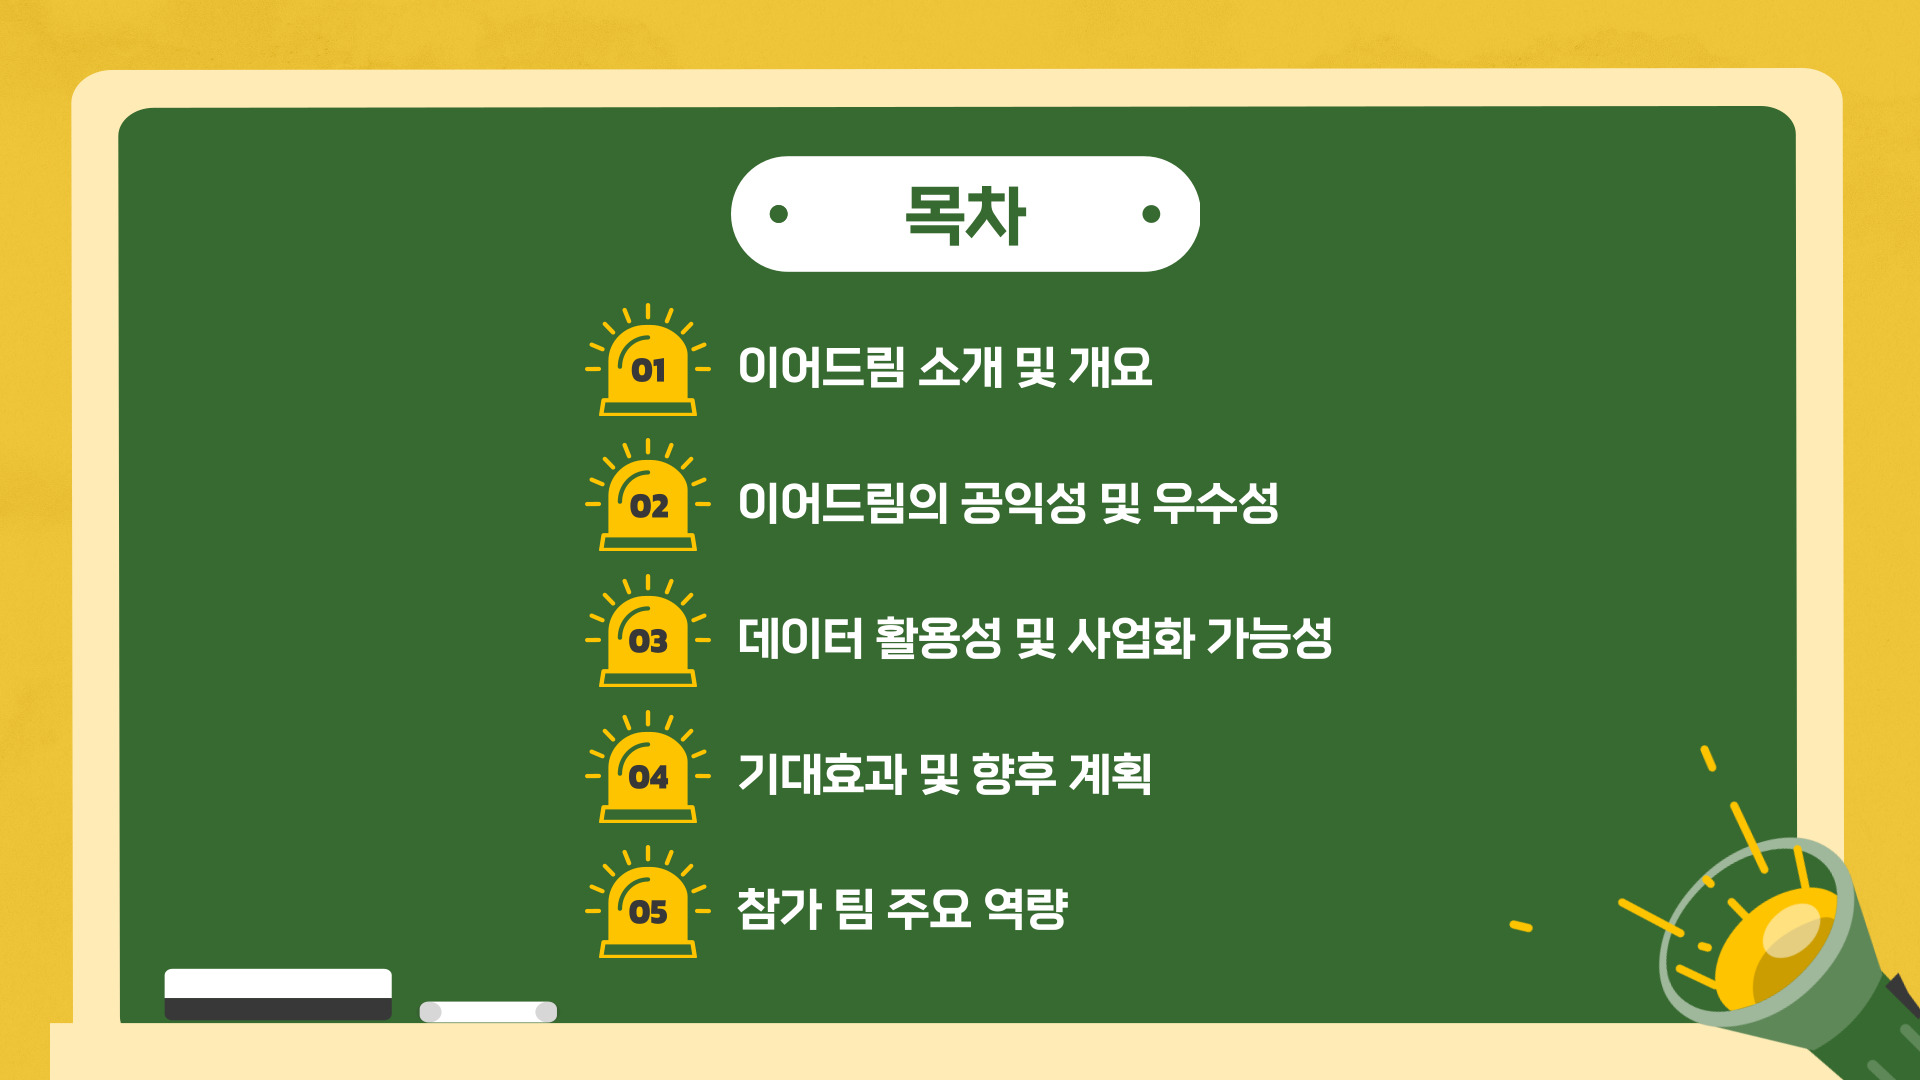 목차
01 이어드림 소개 및 개요
02 이어드림의 공익성 및 우수성
03 데이터 활용성 및 사업화 가능성
04 기대효과 및 향후 계획
05 참가 팀 주요 역량